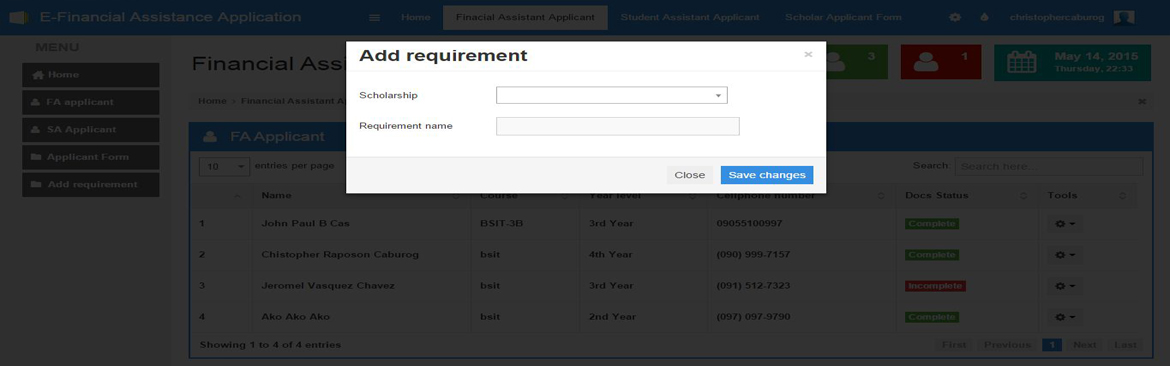 E-Financial Assistance Application
Home
Finacial Assistant Applicant
Student Assistant Applicant
Scholar Applicant Form
christophercaburog
MENU
Home
FA applicant
SA Applicant
Applicant Form
Add requirement
Financial Assi
3
1
May 14, 2015
Thursday, 22:33
Home > Financial Assistant A
FA Applicant
10 entries per page
Search: Search here...
Add requirement ×
Scholarship
Requirement name
Close Save changes
Name Course Year level Cellphone number Docs Status Tools
1 John Paul B Cas BSIT-3B 3rd Year 09055100997 Complete
2 Chistopher Raposon Caburog bsit 4th Year (090) 999-7157 Complete
3 Jeromel Vasquez Chavez bsit 3rd Year (091) 512-7323 Incomplete
4 Ako Ako Ako bsit 2nd Year (097) 097-9790 Complete
Showing 1 to 4 of 4 entries
First Previous 1 Next Last